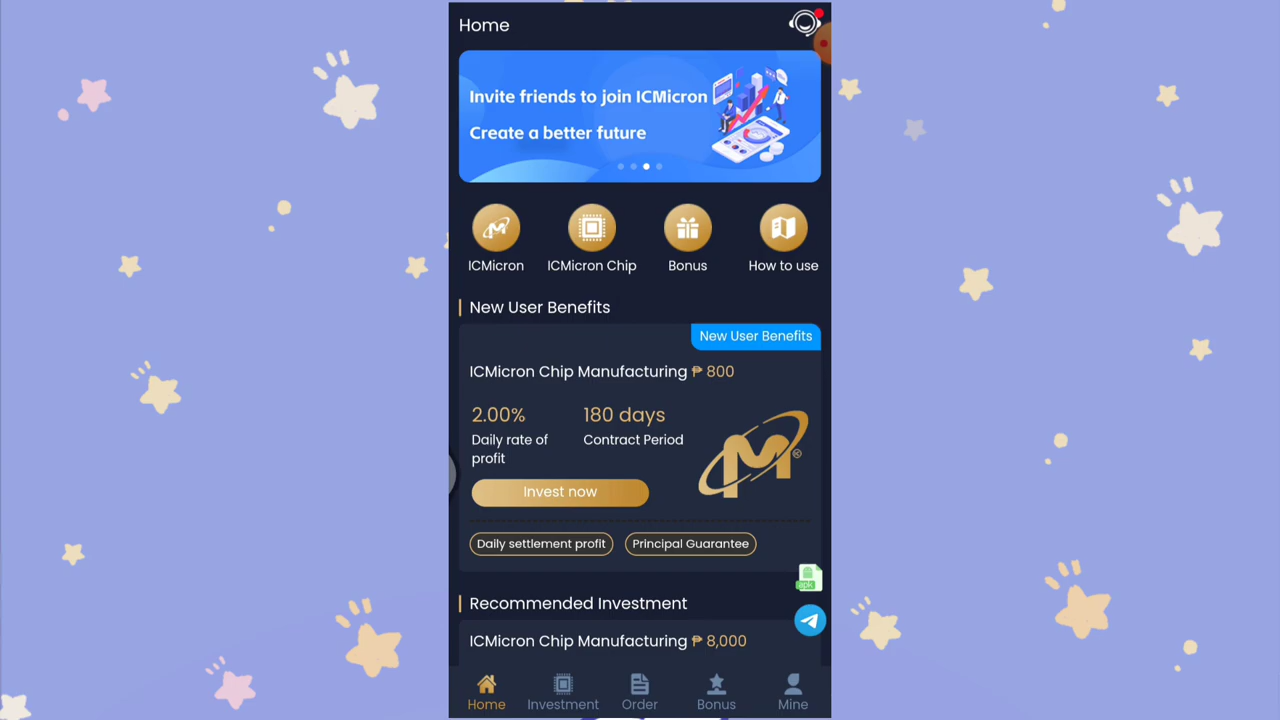 Home
Invite friends to join ICMicron
Create a better future
ICMicron
ICMicron Chip
Bonus
How to use
New User Benefits
New User Benefits
ICMicron Chip Manufacturing ₱ 800
2.00%
180 days
Daily rate of
profit
Contract Period
M
Invest now
Daily settlement profit
Principal Guarantee
apk
Recommended Investment
ICMicron Chip Manufacturing ₱ 8,000
Home
Investment
Order
Bonus
Mine